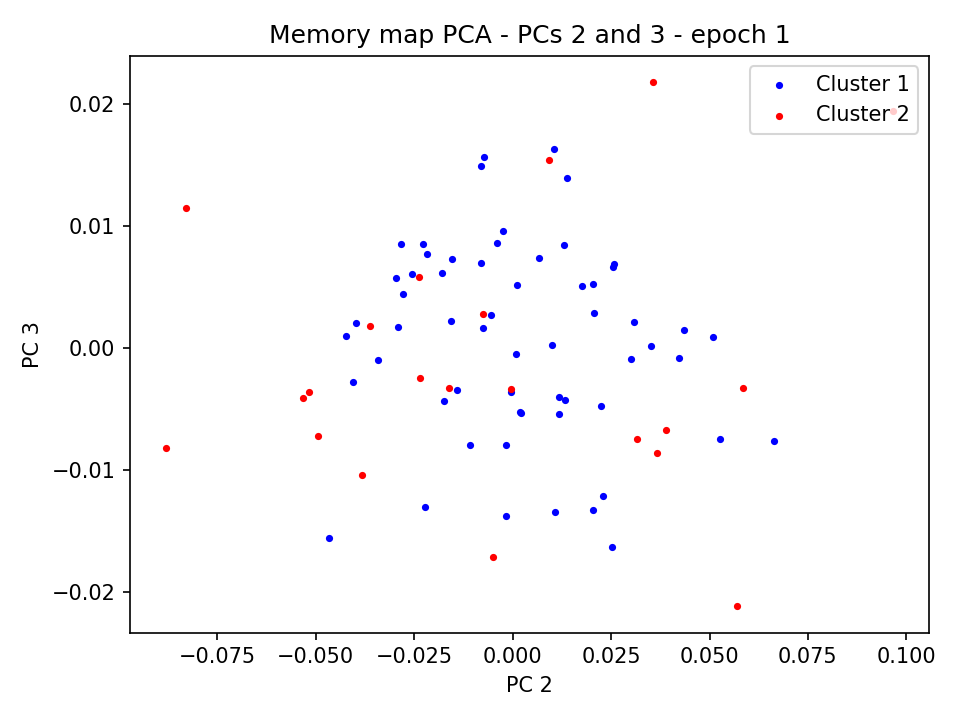 Memory map PCA - PCs 2 and 3 - epoch 1
Cluster 1
Cluster 2
0.02
0.01
0.00
−0.01
−0.02
PC 3
−0.075
−0.050
−0.025
0.000
0.025
0.050
0.075
0.100
PC 2